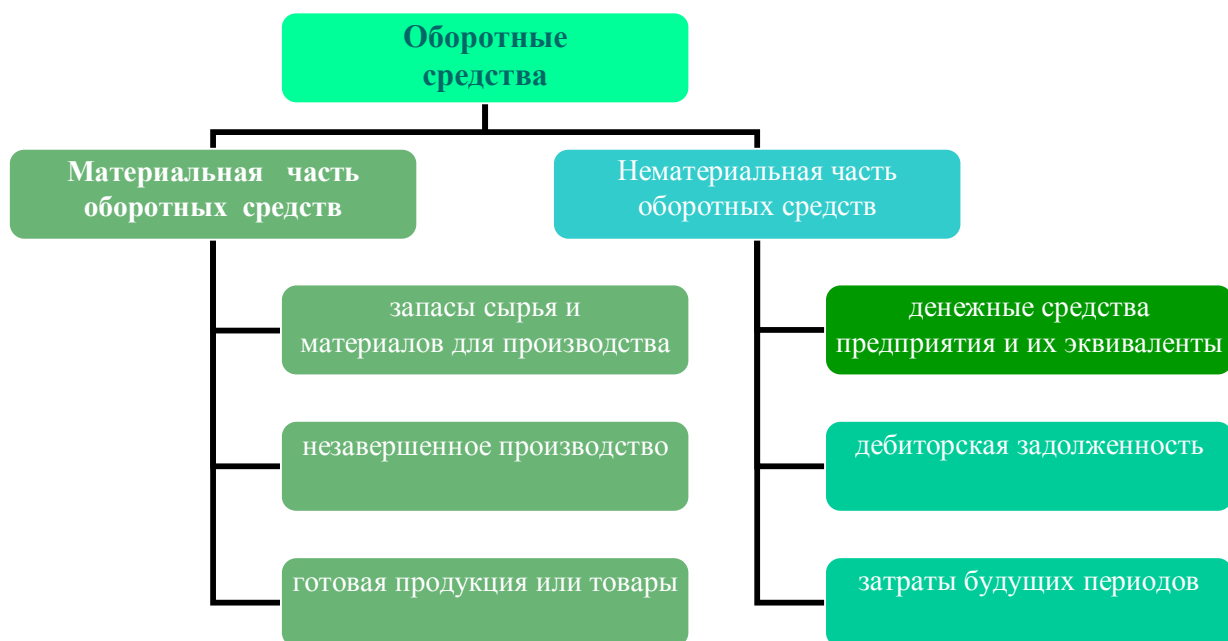 Оборотные
средства
Материальная часть
оборотных средств
Нематериальная часть
оборотных средств
запасы сырья и
материалов для производства
незавершенное производство
готовая продукция или товары
денежные средства
предприятия и их эквиваленты
дебиторская задолженность
затраты будущих периодов